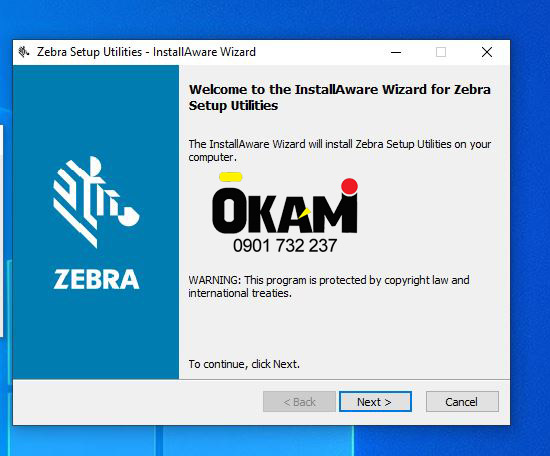 Zebra Setup Utilities - InstallAware Wizard
Welcome to the InstallAware Wizard for Zebra
Setup Utilities
The InstallAware Wizard will install Zebra Setup Utilities on your
computer.
ŌKAMI
0901 732 237
ZEBRA
WARNING: This program is protected by copyright law and
international treaties.
To continue, click Next.
< Back
Next >
Cancel